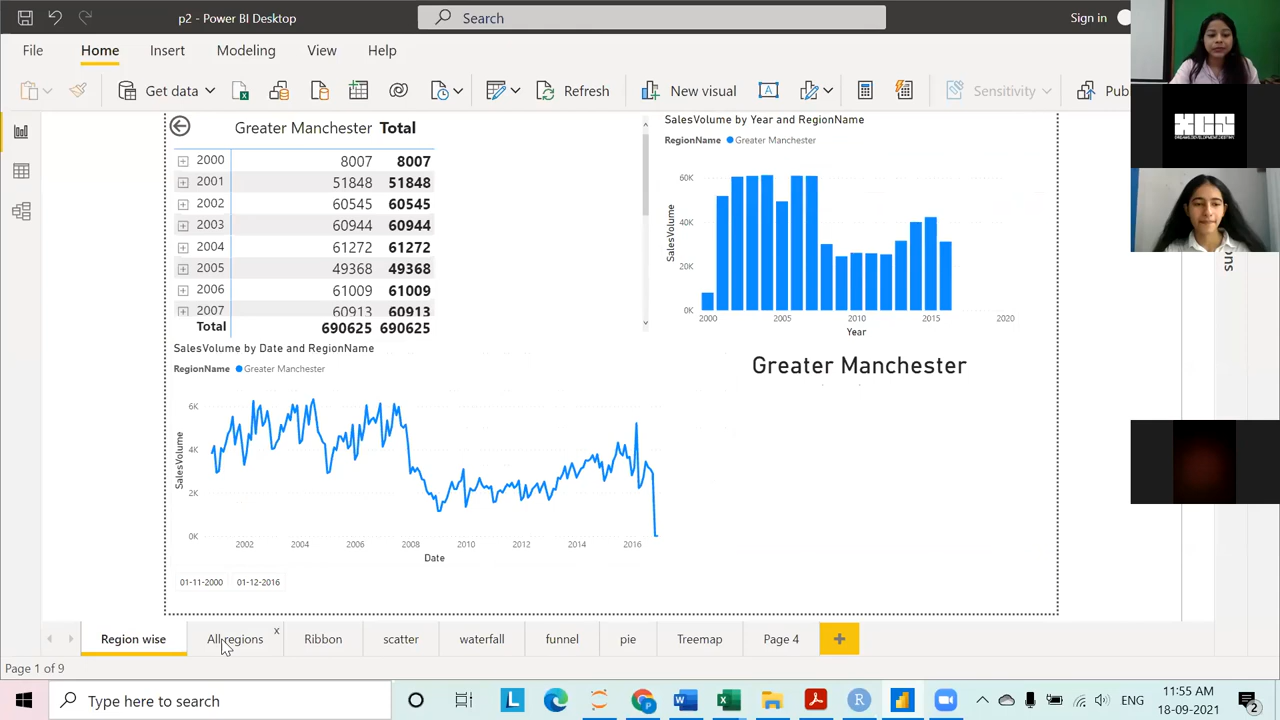 p2 - Power BI Desktop
Search
Sign in
File
Home
Insert
Modeling
View
Help
Get data
Refresh
New visual
Sensitivity
Pub
Greater Manchester Total
2000 8007 8007
2001 51848 51848
2002 60545 60545
2003 60944 60944
2004 61272 61272
2005 49368 49368
2006 61009 61009
2007 60913 60913
Total 690625 690625
SalesVolume by Year and RegionName
RegionName Greater Manchester
60K
40K
20K
0K
SalesVolume
2000 2005 2010 2015 2020
Year
Greater Manchester
SalesVolume by Date and RegionName
RegionName Greater Manchester
6K
4K
2K
0K
SalesVolume
2002 2004 2006 2008 2010 2012 2014 2016
Date
01-11-2000 01-12-2016
ons
XCS
Region wise
All regions
x
Ribbon
scatter
waterfall
funnel
pie
Treemap
Page 4
+
Page 1 of 9
Type here to search
ENG
11:55 AM
18-09-2021
2